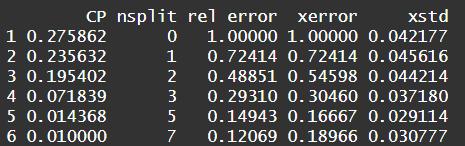 CP nsplit rel error xerror xstd
1 0.275862 0 1.00000 1.00000 0.042177
2 0.235632 1 0.72414 0.72414 0.045616
3 0.195402 2 0.48851 0.54598 0.044214
4 0.071839 3 0.29310 0.30460 0.037180
5 0.014368 5 0.14943 0.16667 0.029114
6 0.010000 7 0.12069 0.18966 0.030777